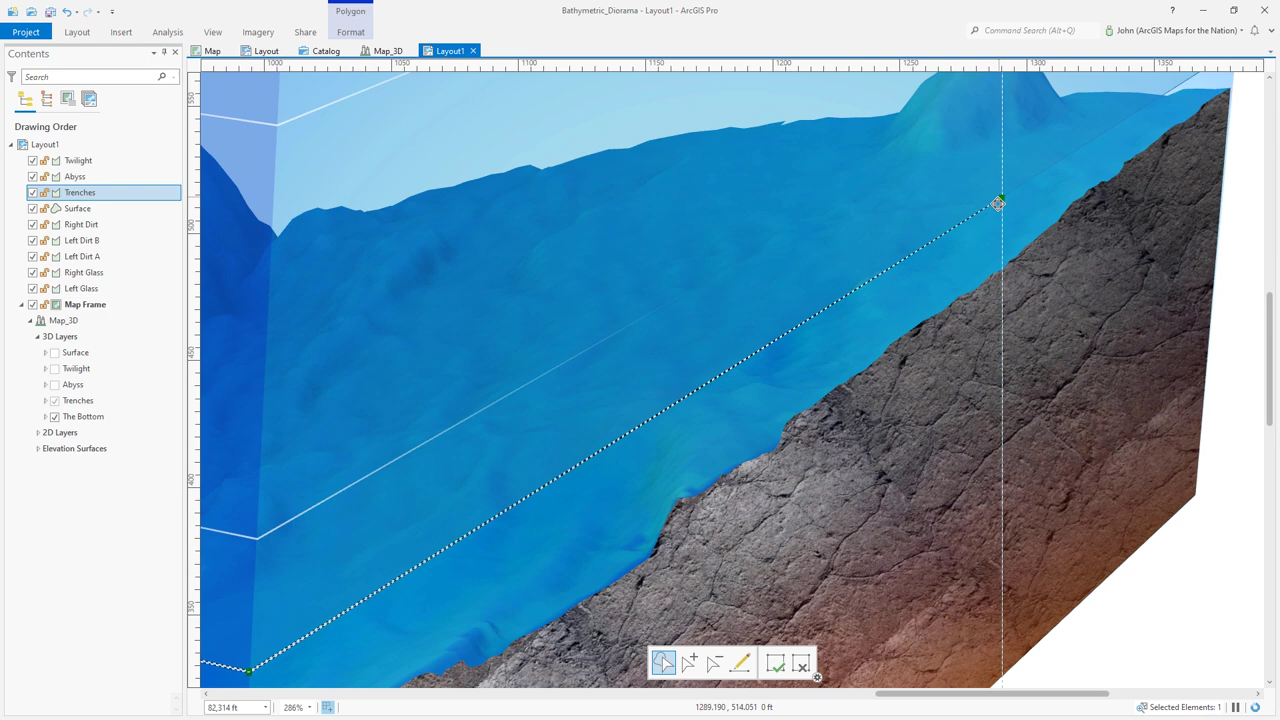 Polygon
Bathymetric_Diorama - Layout1 - ArcGIS Pro
?
Project Layout Insert Analysis View Imagery Share Format
Command Search (Alt+Q)
John (ArcGIS Maps for the Nation)
Contents
Map Layout Catalog Map_3D Layout1
1000 1050 1100 1150 1200 1250 1300 1350
Search
550
Drawing Order
Layout1
Twilight
Abyss
Trenches
Surface
500
Right Dirt
Left Dirt B
Left Dirt A
Right Glass
Left Glass
Map Frame
Map_3D
3D Layers
Surface
450
Twilight
Abyss
Trenches
The Bottom
2D Layers
Elevation Surfaces
400
350
82,314 ft
286%
1289.190, 514.051 0 ft
Selected Elements: 1